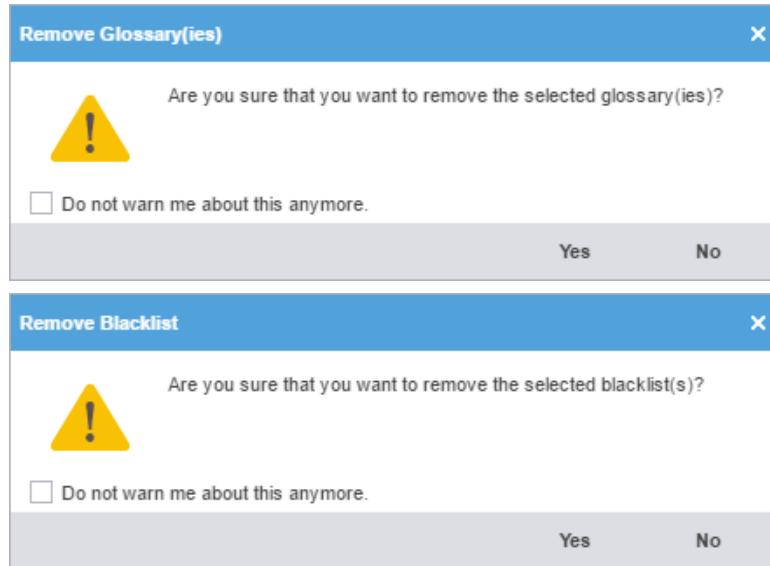 Remove Glossary(ies)
Are you sure that you want to remove the selected glossary(ies)?
Do not warn me about this anymore.
Yes No
Remove Blacklist
Are you sure that you want to remove the selected blacklist(s)?
Do not warn me about this anymore.
Yes No